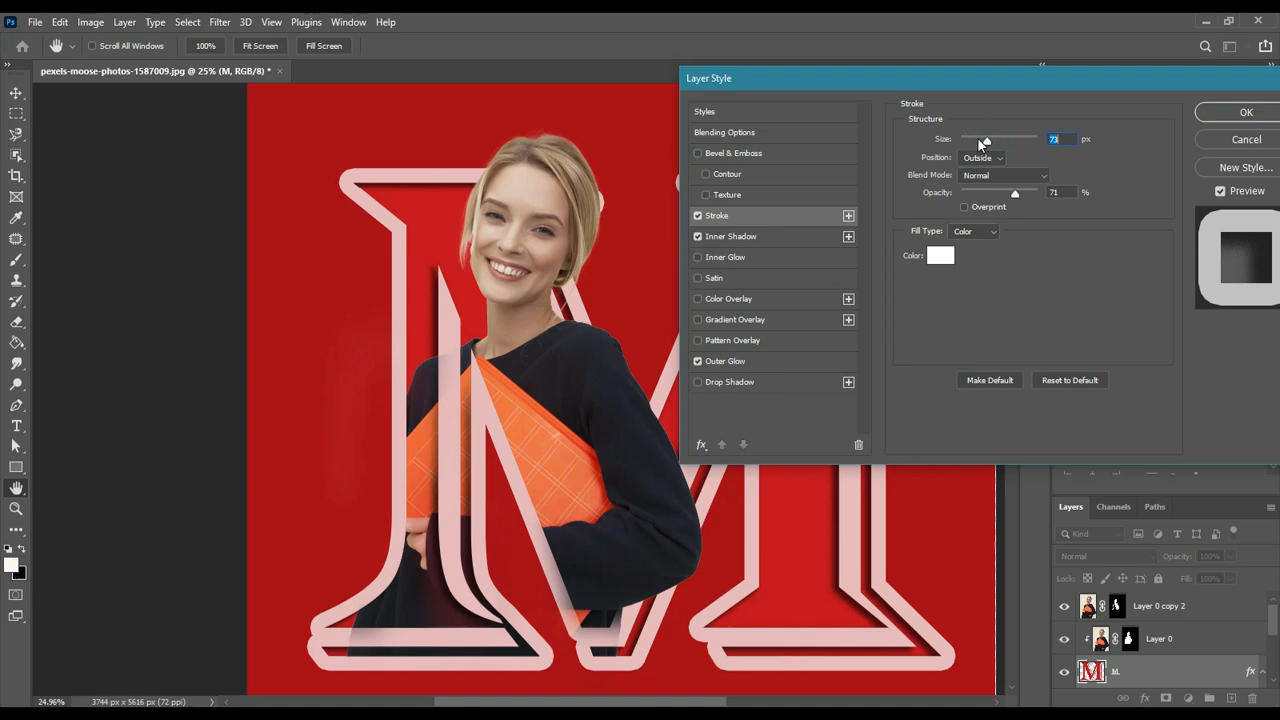 Ps File Edit Image Layer Type Select Filter 3D View Plugins Window Help
Scroll All Windows 100% Fit Screen Fill Screen
pexels-moose-photos-1587009.jpg @ 25% (M, RGB/8) * ×
Layer Style
Styles
Blending Options
Bevel & Emboss
Contour
Texture
Stroke
Inner Shadow
Inner Glow
Satin
Color Overlay
Gradient Overlay
Pattern Overlay
Outer Glow
Drop Shadow
fx
Stroke
Structure
Size: 73 px
Position: Outside
Blend Mode: Normal
Opacity: 71 %
Overprint
Fill Type: Color
Color:
Make Default Reset to Default
OK
Cancel
New Style...
Preview
M
Layers Channels Paths
Kind
Normal Opacity: 100%
Lock: Fill: 100%
Layer 0 copy 2
Layer 0
M M fx
fx
24.96% 3744 px x 5616 px (72 ppi)